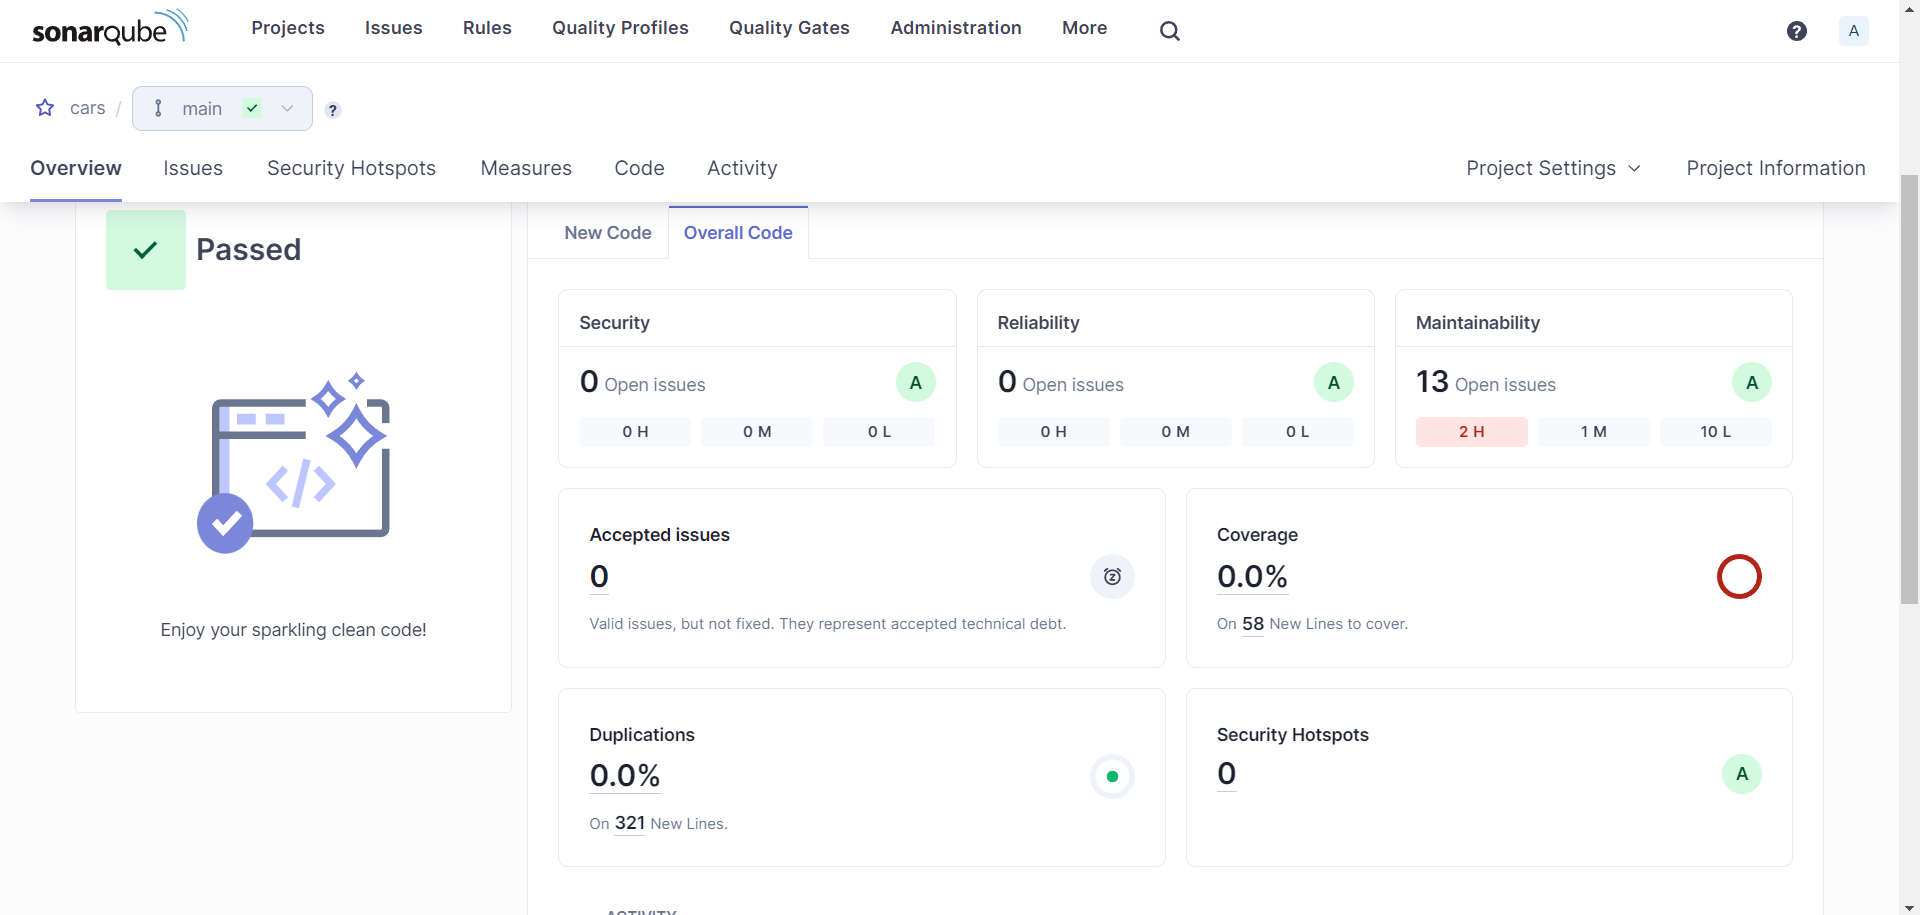 sonarqube
Projects Issues Rules Quality Profiles Quality Gates Administration More
? A
cars / main ?
Overview Issues Security Hotspots Measures Code Activity Project Settings Project Information
Passed
Enjoy your sparkling clean code!
New Code Overall Code
Security
0 Open issues A
0 H 0 M 0 L
Reliability
0 Open issues A
0 H 0 M 0 L
Maintainability
13 Open issues A
2 H 1 M 10 L
Accepted issues
0
Valid issues, but not fixed. They represent accepted technical debt.
Coverage
0.0%
On 58 New Lines to cover.
Duplications
0.0%
On 321 New Lines.
Security Hotspots
0 A
ACTIVITY